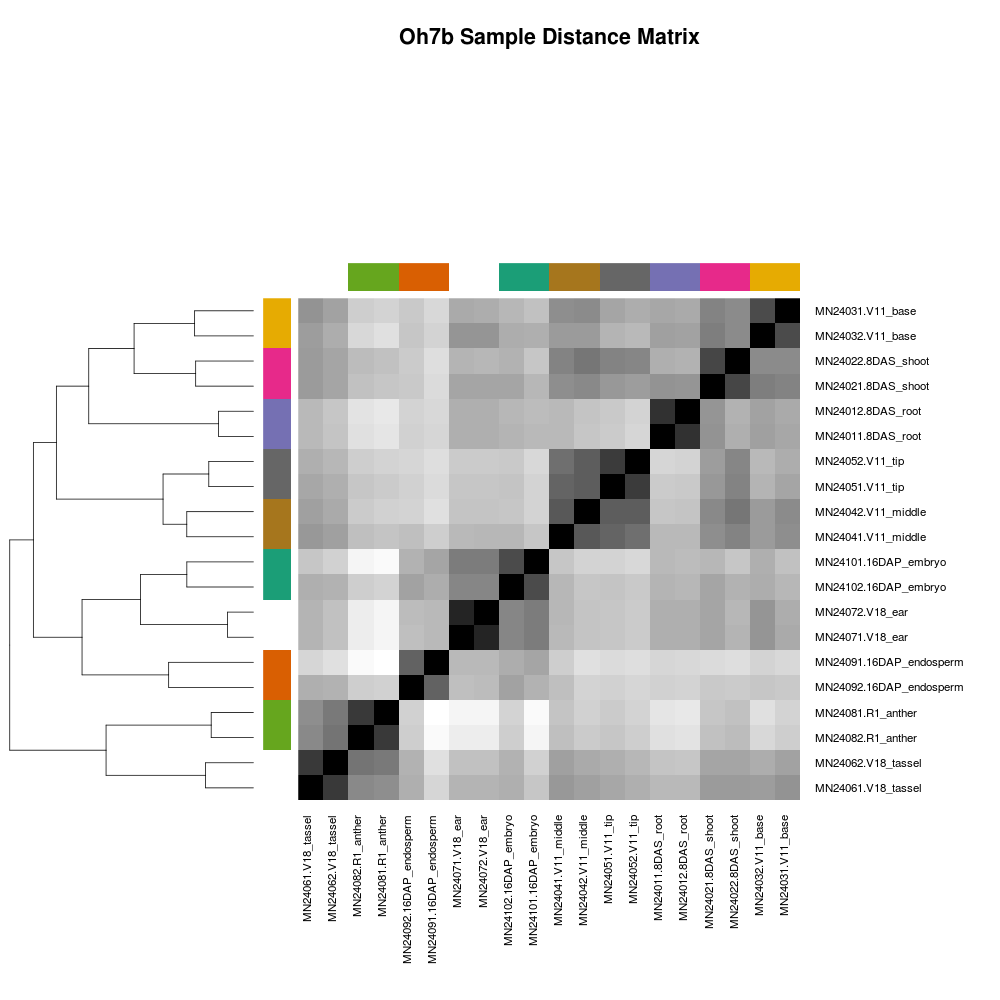 Oh7b Sample Distance Matrix
MN24031.V11_base
MN24032.V11_base
MN24022.8DAS_shoot
MN24021.8DAS_shoot
MN24012.8DAS_root
MN24011.8DAS_root
MN24052.V11_tip
MN24051.V11_tip
MN24042.V11_middle
MN24041.V11_middle
MN24101.16DAP_embryo
MN24102.16DAP_embryo
MN24072.V18_ear
MN24071.V18_ear
MN24091.16DAP_endosperm
MN24092.16DAP_endosperm
MN24081.R1_anther
MN24082.R1_anther
MN24062.V18_tassel
MN24061.V18_tassel
MN24061.V18_tassel
MN24062.V18_tassel
MN24082.R1_anther
MN24081.R1_anther
MN24092.16DAP_endosperm
MN24091.16DAP_endosperm
MN24071.V18_ear
MN24072.V18_ear
MN24102.16DAP_embryo
MN24101.16DAP_embryo
MN24041.V11_middle
MN24042.V11_middle
MN24051.V11_tip
MN24052.V11_tip
MN24011.8DAS_root
MN24012.8DAS_root
MN24021.8DAS_shoot
MN24022.8DAS_shoot
MN24032.V11_base
MN24031.V11_base